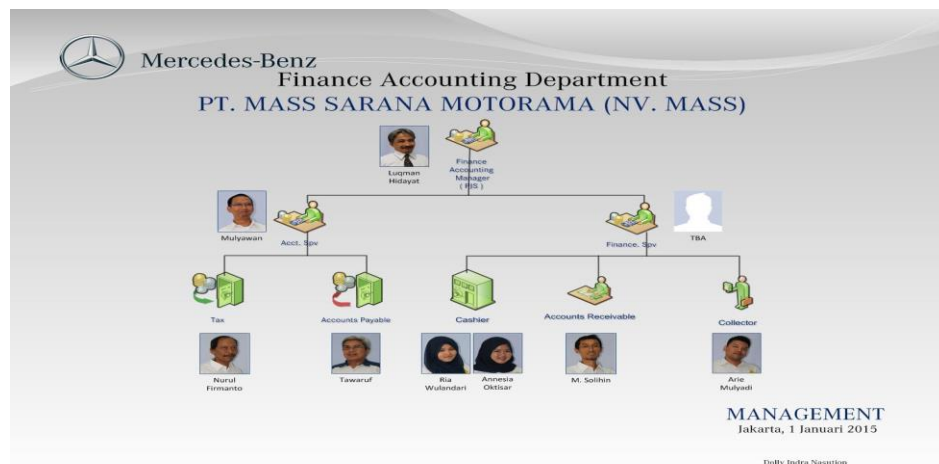 Mercedes-Benz
Finance Accounting Department
PT. MASS SARANA MOTORAMA (NV. MASS)
Luqman
Hidayat
Finance
Accounting
Manager
( PJS )
Mulyawan
Acct. Spv
Finance. Spv
TBA
Tax
Accounts Payable
Cashier
Accounts Receivable
Collector
Nurul
Firmanto
Tawaruf
Ria
Wulandari
Annesia
Oktisar
M. Solihin
Arie
Mulyadi
MANAGEMENT
Jakarta, 1 Januari 2015
Dolly Indra Nasution